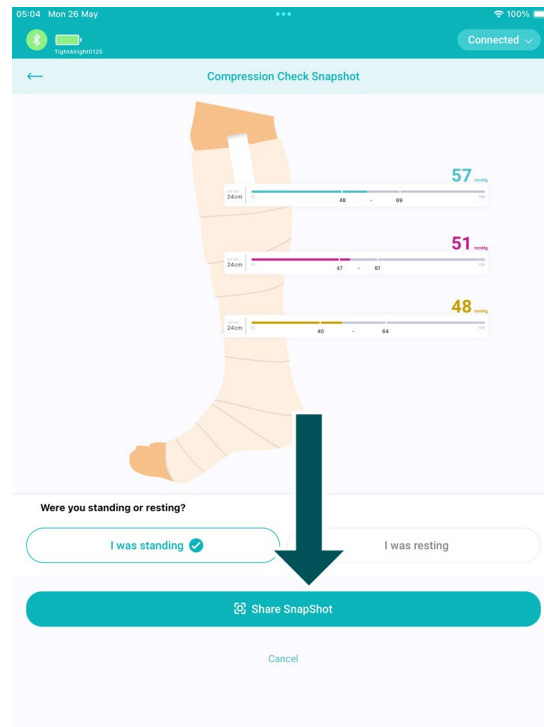 05:04 Mon 26 May
100%
TightAlright0125
Connected
Compression Check Snapshot
57 mmHg
24cm
48 - 69
51 mmHg
24cm
47 - 61
48 mmHg
24cm
40 - 64
Were you standing or resting?
I was standing
I was resting
Share SnapShot
Cancel